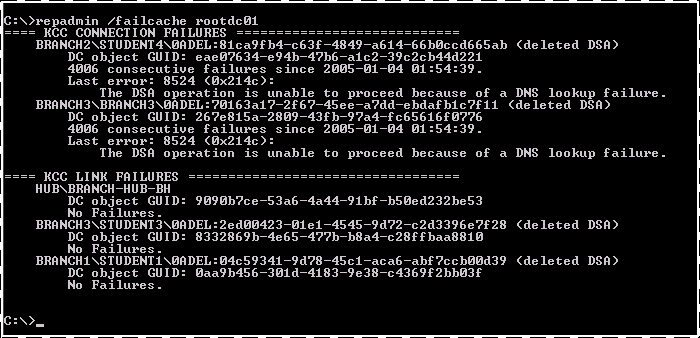 C:\>repadmin /failcache rootdc01
==== KCC CONNECTION FAILURES ============================
BRANCH2\STUDENT4\0ADEL:81ca9fb4-c63f-4849-a614-66b0ccd665ab (deleted DSA)
DC object GUID: eae07634-e94b-47b6-a1c2-39c2cb44d221
4006 consecutive failures since 2005-01-04 01:54:39.
Last error: 8524 (0x214c):
The DSA operation is unable to proceed because of a DNS lookup failure.
BRANCH3\BRANCH3\0ADEL:70163a17-2f67-45ee-a7dd-ebdafb1c7f11 (deleted DSA)
DC object GUID: 267e815a-2809-43fb-97a4-fc65616f0776
4006 consecutive failures since 2005-01-04 01:54:39.
Last error: 8524 (0x214c):
The DSA operation is unable to proceed because of a DNS lookup failure.
==== KCC LINK FAILURES ==================================
HUB\BRANCH-HUB-BH
DC object GUID: 9090b7ce-53a6-4a44-91bf-b50ed232be53
No Failures.
BRANCH3\STUDENT3\0ADEL:2ed00423-01e1-4545-9d72-c2d3396e7f28 (deleted DSA)
DC object GUID: 8332869b-4e65-477b-b8a4-c28ffbaa8810
No Failures.
BRANCH1\STUDENT1\0ADEL:04c59341-9d78-45c1-aca6-abf7ccb00d39 (deleted DSA)
DC object GUID: 0aa9b456-301d-4183-9e38-c4369f2bb03f
No Failures.
C:\>_